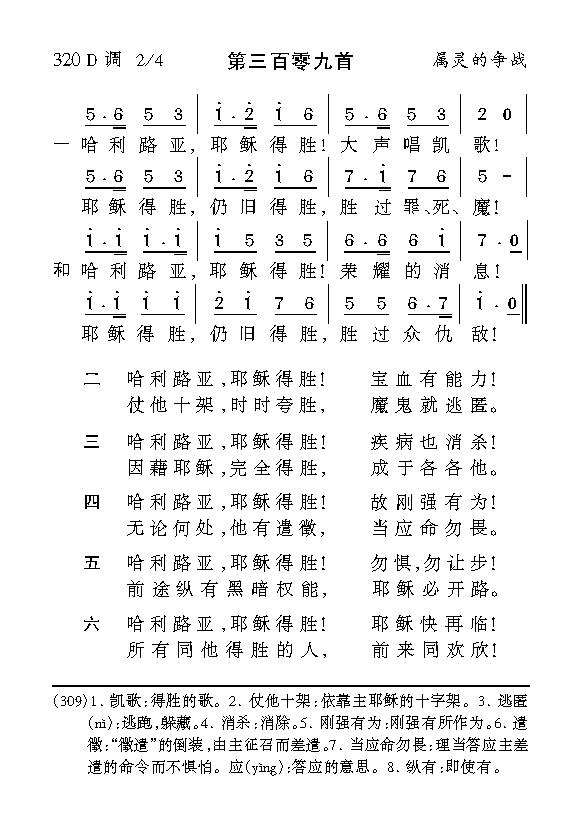 320 D 调 2/4 第三百零九首 属灵的争战
5 . 6 5 3 | 1 . 2 1 6 | 5 . 6 5 3 | 2 0 |
一 哈利路亚, 耶稣得胜! 大声唱凯歌!
5 . 6 5 3 | 1 . 2 1 6 | 7 . 1 7 6 | 5 - |
耶稣得胜, 仍旧得胜, 胜过罪、死、魔!
1 . 1 1 . 1 | 1 5 3 5 | 6 . 6 6 1 | 7 . 0 |
和 哈利路亚, 耶稣得胜! 荣耀的消息!
1 . 1 1 1 | 2 1 7 6 | 5 5 6 . 7 | 1 . 0 ‖
耶稣得胜, 仍旧得胜, 胜过众仇敌!
二 哈利路亚,耶稣得胜! 宝血有能力!
仗他十架,时时夸胜, 魔鬼就逃匿。
三 哈利路亚,耶稣得胜! 疾病也消杀!
因藉耶稣,完全得胜, 成于各各他。
四 哈利路亚,耶稣得胜! 故刚强有为!
无论何处,他有遣徵, 当应命勿畏。
五 哈利路亚,耶稣得胜! 勿惧,勿让步!
前途纵有黑暗权能, 耶稣必开路。
六 哈利路亚,耶稣得胜! 耶稣快再临!
所有同他得胜的人, 前来同欢欣!
(309)1. 凯歌:得胜的歌。2. 仗他十架:依靠主耶稣的十字架。3. 逃匿
(nì):逃跑,躲藏。4. 消杀:消除。5. 刚强有为:刚强有所作为。6. 遣
徵:“徵遣”的倒装,由主征召而差遣。7. 当应命勿畏:理当答应主差
遣的命令而不惧怕。应(yìng):答应的意思。8. 纵有:即使有。